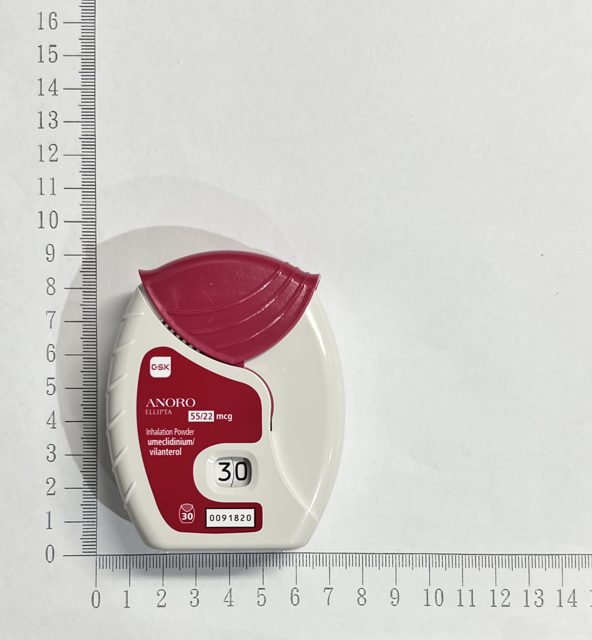 16
15
14
13
12
11
10
9
8
7
6
5
4
3
2
1
0
GSK
ANORO
ELLIPTA
55/22 mcg
Inhalation Powder
umeclidinium/
vilanterol
30
30
0091820
0 1 2 3 4 5 6 7 8 9 10 11 12 13 14